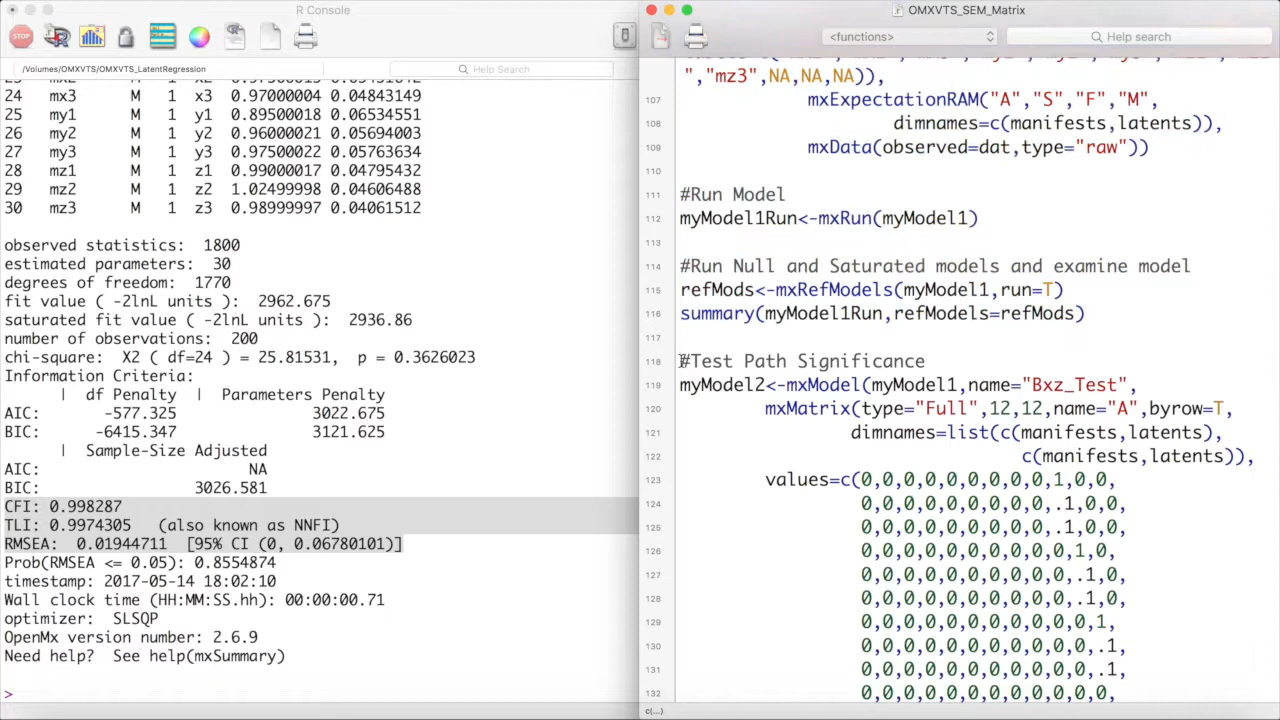 R Console
STOP
/Volumes/OMXVTS/OMXVTS_LatentRegression
Help Search
24 mx3 M 1 x3 0.97000004 0.04843149
25 my1 M 1 y1 0.89500018 0.06534551
26 my2 M 1 y2 0.96000021 0.05694003
27 my3 M 1 y3 0.97500022 0.05763634
28 mz1 M 1 z1 0.99000017 0.04795432
29 mz2 M 1 z2 1.02499998 0.04606488
30 mz3 M 1 z3 0.98999997 0.04061512
observed statistics: 1800
estimated parameters: 30
degrees of freedom: 1770
fit value ( -2lnL units ): 2962.675
saturated fit value ( -2lnL units ): 2936.86
number of observations: 200
chi-square: X2 ( df=24 ) = 25.81531, p = 0.3626023
Information Criteria:
| df Penalty | Parameters Penalty
AIC: -577.325 3022.675
BIC: -6415.347 3121.625
| Sample-Size Adjusted
AIC: NA
BIC: 3026.581
CFI: 0.998287
TLI: 0.9974305 (also known as NNFI)
RMSEA: 0.01944711 [95% CI (0, 0.06780101)]
Prob(RMSEA <= 0.05): 0.8554874
timestamp: 2017-05-14 18:02:10
Wall clock time (HH:MM:SS.hh): 00:00:00.71
optimizer: SLSQP
OpenMx version number: 2.6.9
Need help? See help(mxSummary)
>
OMXVTS_SEM_Matrix
<functions>
Help search
","mz3",NA,NA,NA)),
107 mxExpectationRAM("A","S","F","M",
108 dimnames=c(manifests,latents)),
109 mxData(observed=dat,type="raw"))
110
111 #Run Model
112 myModel1Run<-mxRun(myModel1)
113
114 #Run Null and Saturated models and examine model
115 refMods<-mxRefModels(myModel1,run=T)
116 summary(myModel1Run,refModels=refMods)
117
118 #Test Path Significance
119 myModel2<-mxModel(myModel1,name="Bxz_Test",
120 mxMatrix(type="Full",12,12,name="A",byrow=T,
121 dimnames=list(c(manifests,latents),
122 c(manifests,latents)),
123 values=c(0,0,0,0,0,0,0,0,0,1,0,0,
124 0,0,0,0,0,0,0,0,0,.1,0,0,
125 0,0,0,0,0,0,0,0,0,.1,0,0,
126 0,0,0,0,0,0,0,0,0,0,1,0,
127 0,0,0,0,0,0,0,0,0,0,.1,0,
128 0,0,0,0,0,0,0,0,0,0,.1,0,
129 0,0,0,0,0,0,0,0,0,0,0,1,
130 0,0,0,0,0,0,0,0,0,0,0,.1,
131 0,0,0,0,0,0,0,0,0,0,0,.1,
132 0,0,0,0,0,0,0,0,0,0,0,0,
c(...)